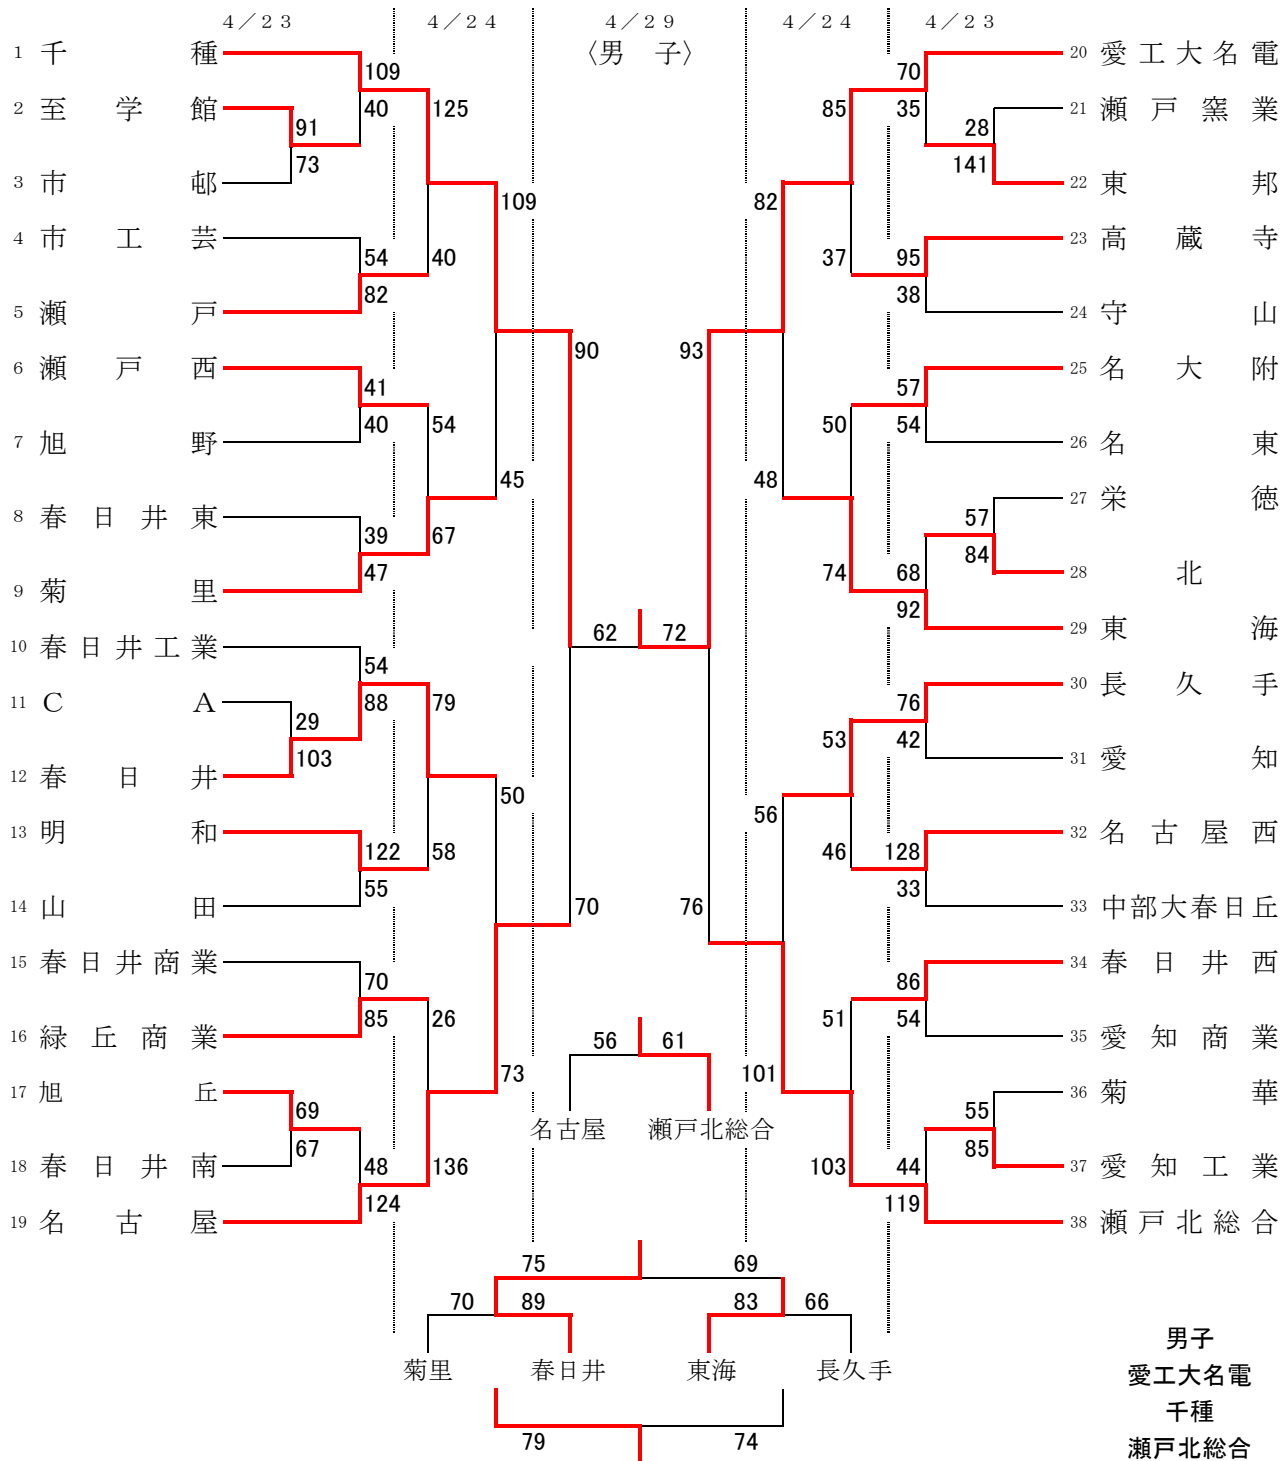 4／23 4／24 4／29 4／24 4／23
〈男 子〉
1 千種
2 至学館
3 市邨
4 市工芸
5 瀬戸
6 瀬戸西
7 旭野
8 春日井東
9 菊里
10 春日井工業
11 CA
12 春日井
13 明和
14 山田
15 春日井商業
16 緑丘商業
17 旭丘
18 春日井南
19 名古屋
109
40
91
73
54
82
41
40
39
47
54
88
29
103
122
55
70
85
69
67
48
124
125
40
54
67
79
58
26
136
109
45
50
73
90
70
62 72
93
76
82
48
56
101
85
37
50
74
53
46
51
103
70
35
28
141
95
38
57
54
57
84
68
92
76
42
128
33
86
54
55
85
44
119
20 愛工大名電
21 瀬戸窯業
22 東邦
23 高蔵寺
24 守山
25 名大附
26 名東
27 栄徳
28 北
29 東海
30 長久手
31 愛知
32 名古屋西
33 中部大春日丘
34 春日井西
35 愛知商業
36 菊華
37 愛知工業
38 瀬戸北総合
56 61
名古屋 瀬戸北総合
75 69
70 89 83 66
菊里 春日井 東海 長久手
79 74
男子
愛工大名電
千種
瀬戸北総合